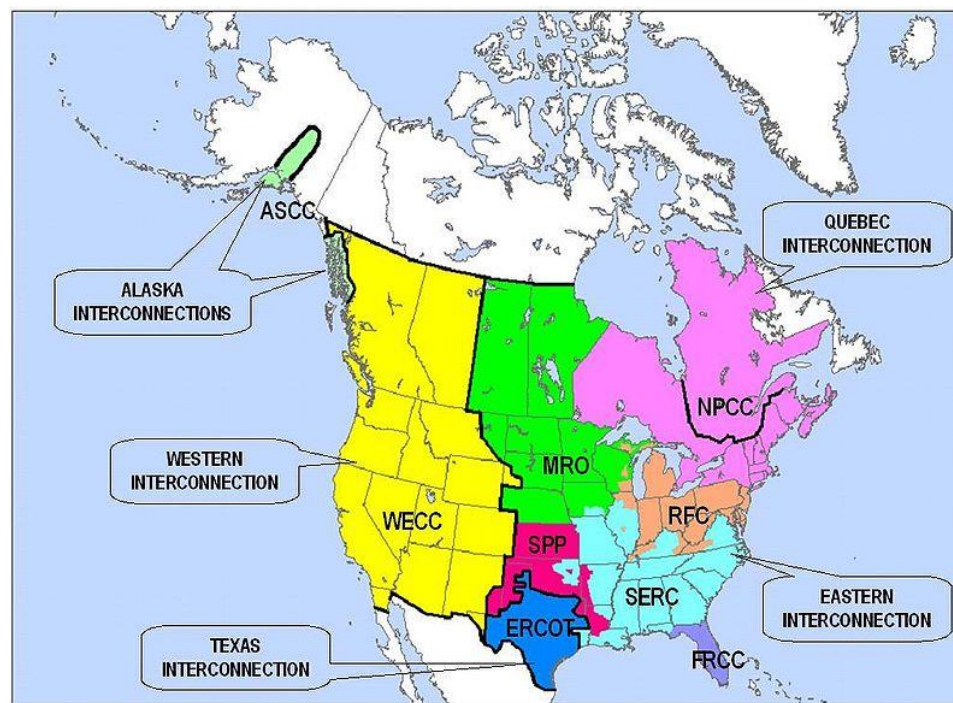 ASCC
QUEBEC
INTERCONNECTION
ALASKA
INTERCONNECTIONS
NPCC
WESTERN
INTERCONNECTION
MRO
WECC
RFC
SPP
SERC
EASTERN
INTERCONNECTION
ERCOT
TEXAS
INTERCONNECTION
FRCC